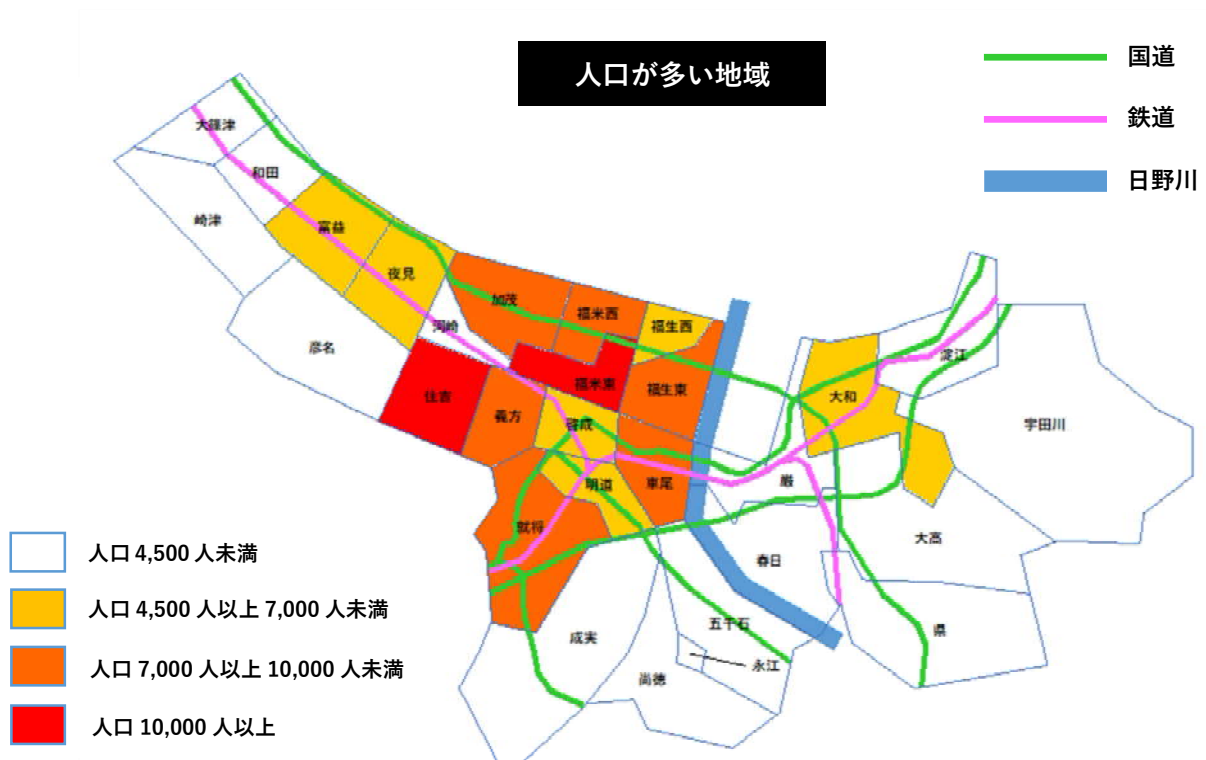 人口が多い地域
国道
鉄道
日野川
大篠津
和田
崎津
富益
夜見
彦名
河崎
加茂
福米西
福生西
住吉
福米東
福生東
義方
啓成
車尾
明道
就将
淀江
大和
宇田川
巌
大高
春日
県
成実
五千石
永江
尚徳
人口 4,500 人未満
人口 4,500 人以上 7,000 人未満
人口 7,000 人以上 10,000 人未満
人口 10,000 人以上